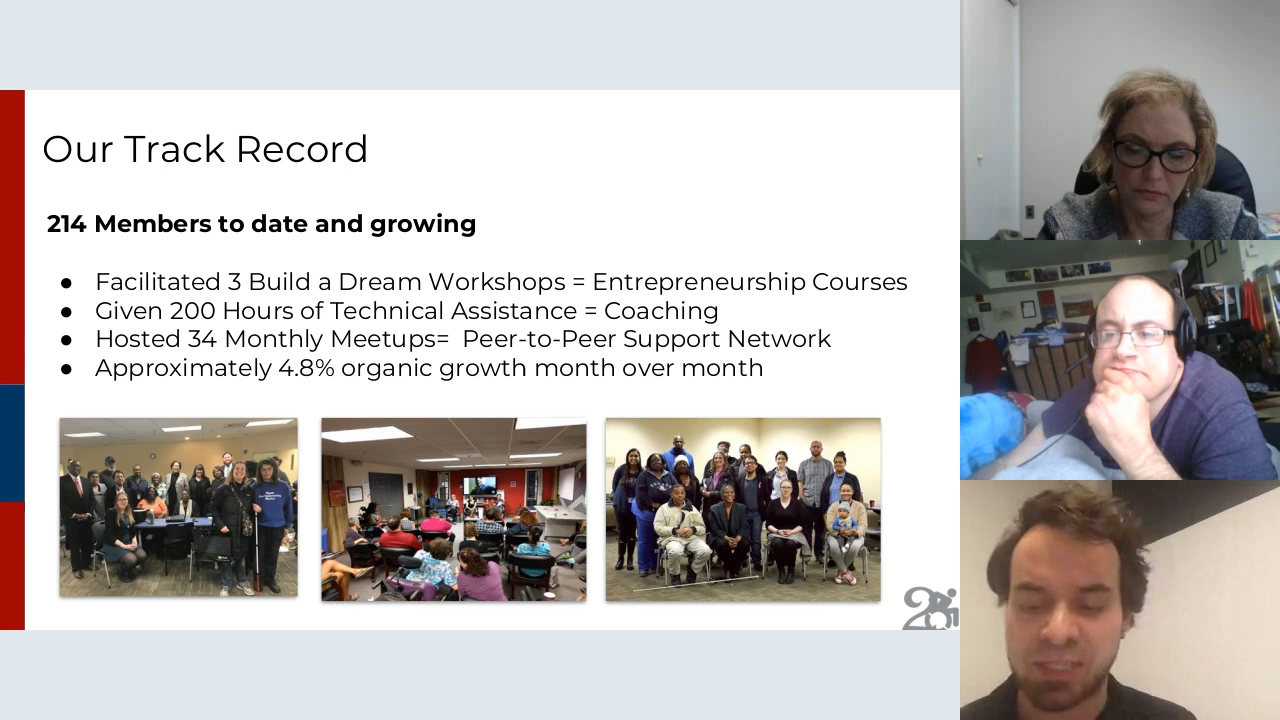 Our Track Record
214 Members to date and growing
● Facilitated 3 Build a Dream Workshops = Entrepreneurship Courses
● Given 200 Hours of Technical Assistance = Coaching
● Hosted 34 Monthly Meetups=  Peer-to-Peer Support Network
● Approximately 4.8% organic growth month over month